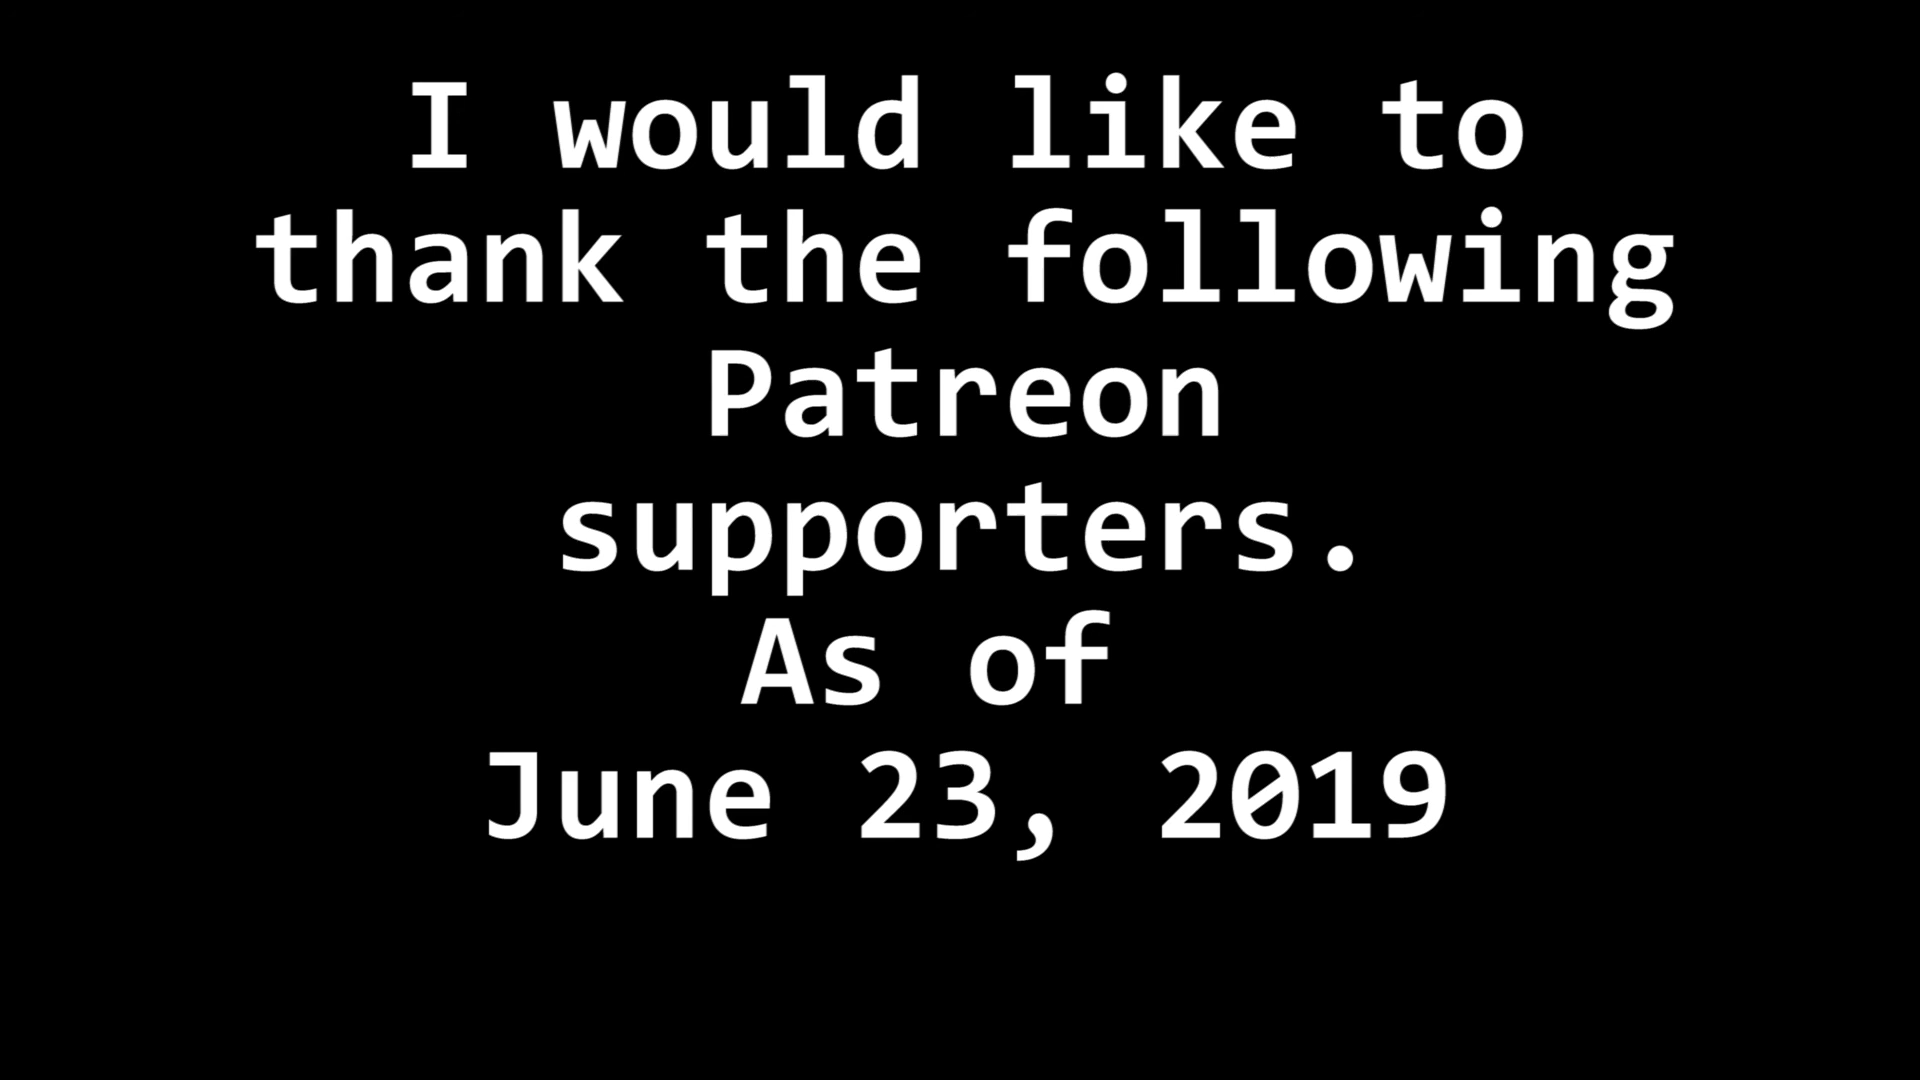 I would like to
thank the following
Patreon
supporters.
As of
June 23, 2019